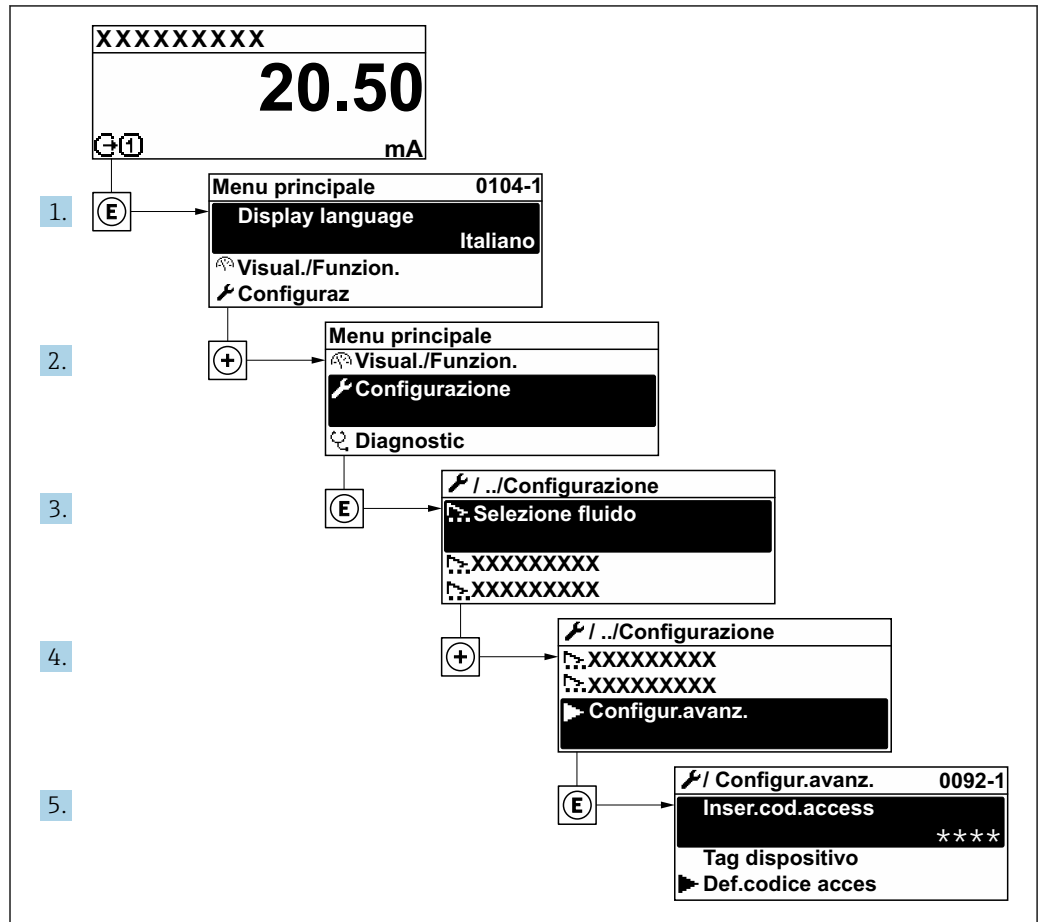 XXXXXXXXX
20.50
1 mA
1. E
Menu principale 0104-1
Display language
Italiano
Visual./Funzion.
Configuraz
2. +
Menu principale
Visual./Funzion.
Configurazione
Diagnostic
3. E
/ ../Configurazione
Selezione fluido
XXXXXXXXX
XXXXXXXXX
4. +
/ ../Configurazione
XXXXXXXXX
XXXXXXXXX
Configur.avanz.
5. E
/ Configur.avanz. 0092-1
Inser.cod.access
****
Tag dispositivo
Def.codice acces